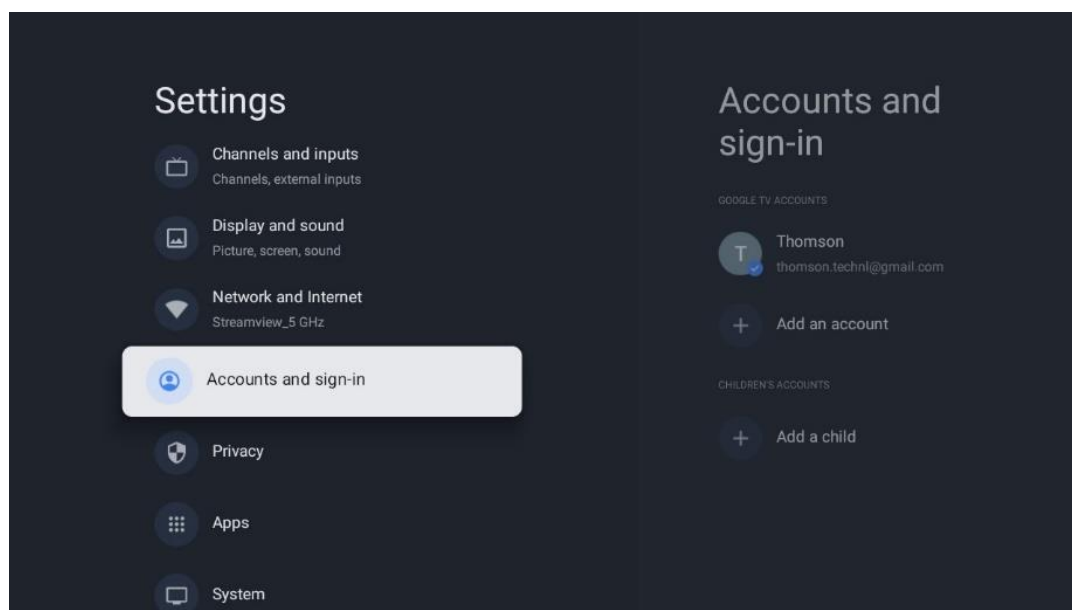 Settings
Channels and inputs
Channels, external inputs
Display and sound
Picture, screen, sound
Network and Internet
Streamview_5 GHz
Accounts and sign-in
Privacy
Apps
System
Accounts and
sign-in
GOOGLE TV ACCOUNTS
T
Thomson
thomson.technl@gmail.com
Add an account
CHILDREN'S ACCOUNTS
Add a child